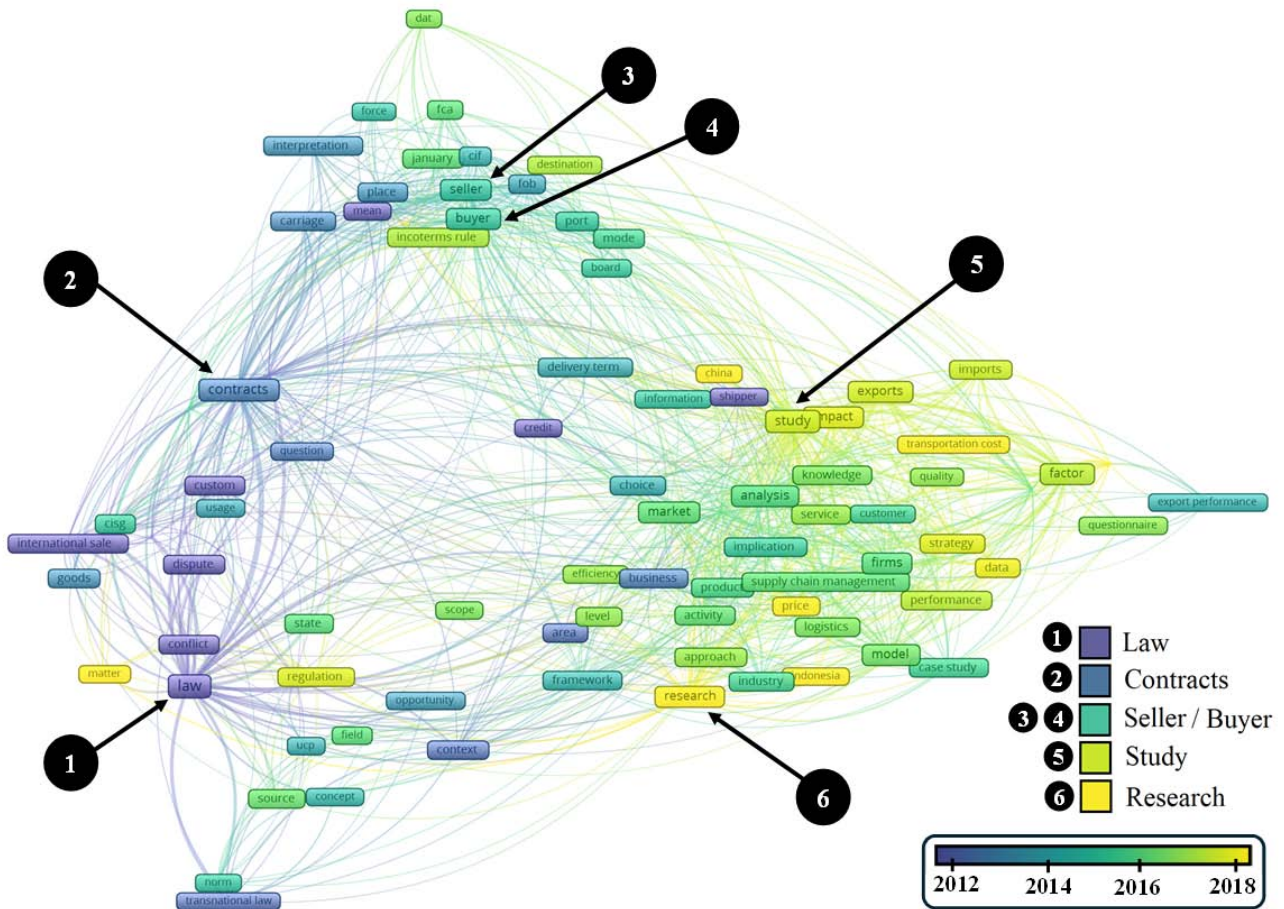 dat
3
force
fca
4
interpretation
january
cif
destination
seller
fob
place
mean
carriage
buyer
port
incoterms rule
mode
5
2
board
delivery term
china
imports
contracts
information
shipper
exports
study
impact
credit
question
transportation cost
custom
choice
knowledge
quality
factor
usage
analysis
export performance
cisg
market
service
customer
questionnaire
international sale
implication
strategy
dispute
firms
data
goods
efficiency
business
product
supply chain management
scope
level
activity
price
performance
state
area
logistics
conflict
approach
model
case study
matter
law
regulation
framework
industry
indonesia
opportunity
research
1
ucp
field
context
6
source
concept
norm
transnational law
1 Law
2 Contracts
3 4 Seller / Buyer
5 Study
6 Research
2012 2014 2016 2018